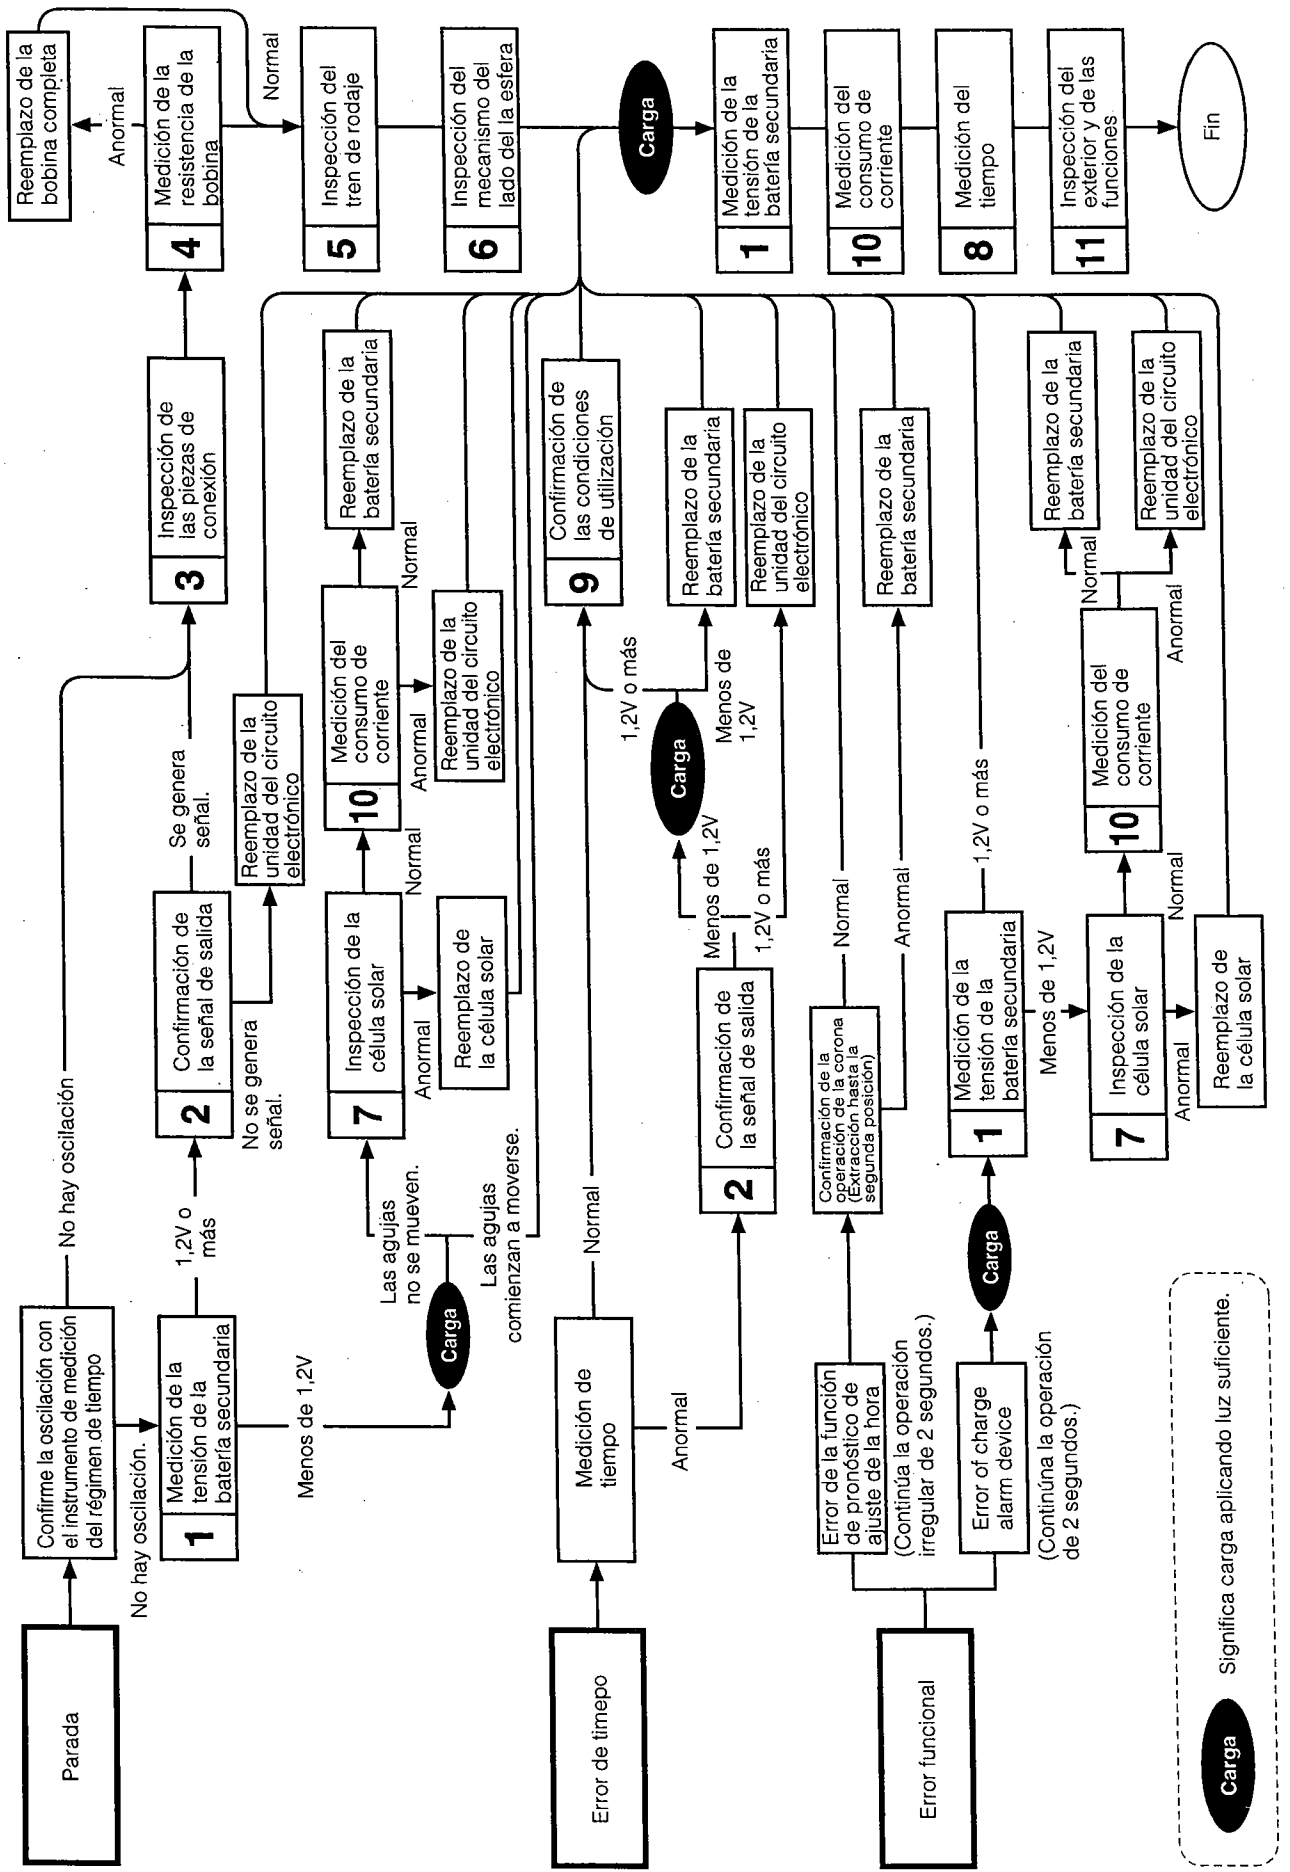 Parada
Confirme la oscilación con
el instrumento de medición
del régimen de tiempo
No hay oscilación
No hay oscilación.
1
Medición de la
tensión de la
batería secundaria
1,2V o
más
Menos de 1,2V
2
Confirmación de
la señal de salida
Se genera
señal.
No se genera
señal.
Reemplazo de la
unidad del circuito
electrónico
3
Inspección de
las piezas de
conexión
4
Medición de la
resistencia de la
bobina
Anormal
Reemplazo de la
bobina completa
Normal
5
Inspección del
tren de rodaje
6
Inspección del
mecanismo del
lado del la esfera
Carga
Las agujas
no se mueven.
Las agujas
comienzan a moverse.
7
Inspección de la
célula solar
Normal
Anormal
Reemplazo de
la célula solar
10
Medición del
consumo de
corriente
Normal
Anormal
Reemplazo de la
batería secundaria
Reemplazo de la
unidad del circuito
electrónico
Error de timepo
Medición de
tiempo
Normal
Anormal
2
Confirmación de
la señal de salida
Menos de 1,2V
1,2V o más
Carga
1,2V o más
Menos de
1,2V
9
Confirmación de
las condiciones
de utilización
Reemplazo de la
batería secundaria
Reemplazo de la
unidad del circuito
electrónico
Error funcional
Error de la función
de pronóstico de
ajuste de la hora
(Continúa la operación
irregular de 2 segundos.)
Confirmación de la
operación de la corona
(Extracción hasta la
segunda posición)
Normal
Anormal
Reemplazo de la
batería secundaria
Error of charge
alarm device
(Continúna la operación
de 2 segundos.)
Carga
1
Medición de la
tensión de la
batería secundaria
1,2V o más
Menos de 1,2V
7
Inspección de la
célula solar
Normal
Anormal
Reemplazo de
la célula solar
10
Medición del
consumo de
corriente
Normal
Anormal
Reemplazo de la
batería secundaria
Reemplazo de la
unidad del circuito
electrónico
Carga
1
Medición de la
tensión de la
batería secundaria
10
Medición del
consumo de
corriente
8
Medición del
tiempo
11
Inspección del
exterior y de las
funciones
Fin
Carga
Significa carga aplicando luz suficiente.